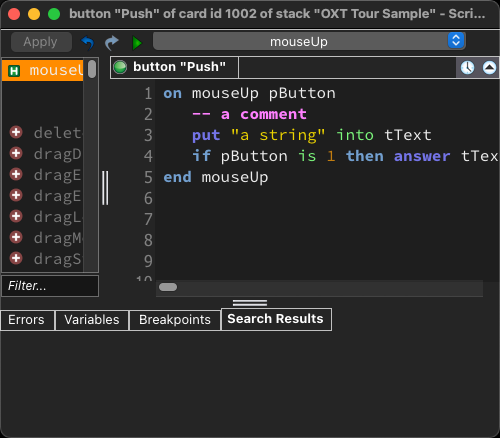 button "Push" of card id 1002 of stack "OXT Tour Sample" - Scri...
Apply
mouseUp
H mouseU
button "Push"
1 on mouseUp pButton
2 -- a comment
3 put "a string" into tText
4 if pButton is 1 then answer tTex
5 end mouseUp
6
7
8
9
10
delet
dragD
dragE
dragE
dragL
dragM
dragS
Filter...
Errors
Variables
Breakpoints
Search Results